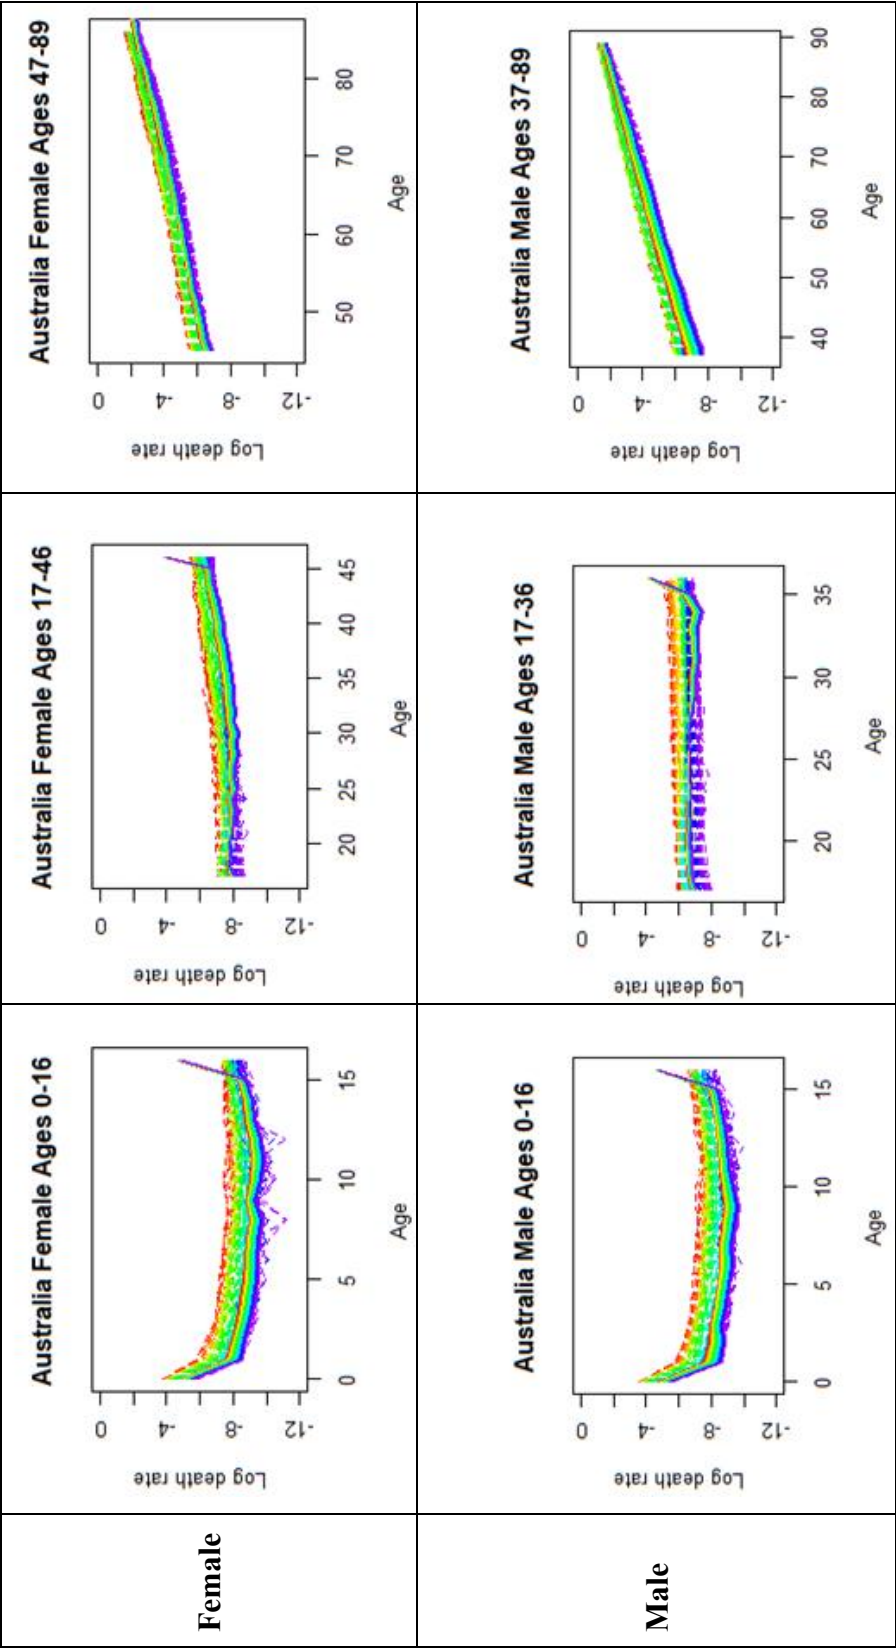 Female
Australia Female Ages 0-16
Log death rate
0
-4
-8
-12
0 5 10 15
Age
Australia Female Ages 17-46
Log death rate
0
-4
-8
-12
20 25 30 35 40 45
Age
Australia Female Ages 47-89
Log death rate
0
-4
-8
-12
50 60 70 80
Age
Male
Australia Male Ages 0-16
Log death rate
0
-4
-8
-12
0 5 10 15
Age
Australia Male Ages 17-36
Log death rate
0
-4
-8
-12
20 25 30 35
Age
Australia Male Ages 37-89
Log death rate
0
-4
-8
-12
40 50 60 70 80 90
Age